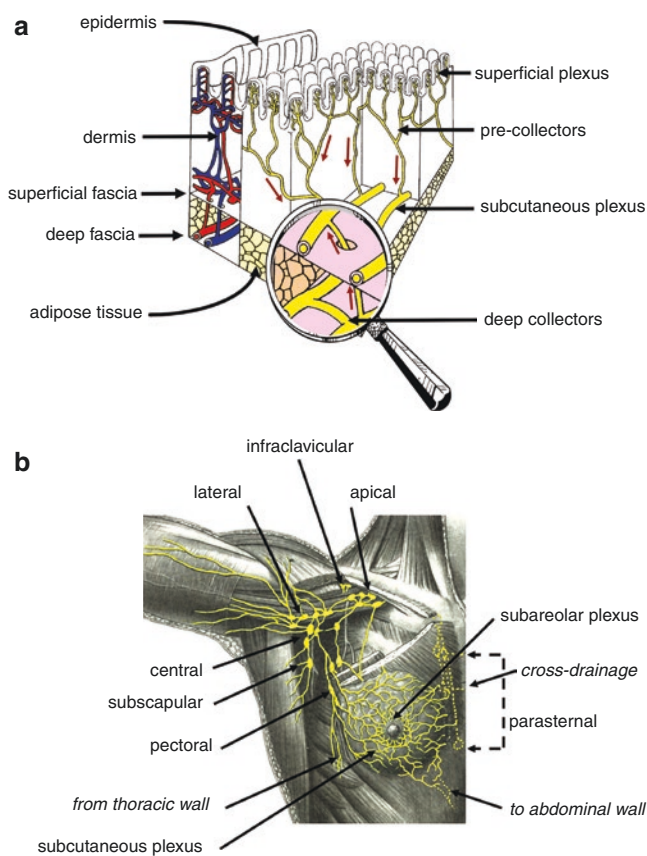 a
epidermis
superficial plexus
dermis
pre-collectors
superficial fascia
subcutaneous plexus
deep fascia
adipose tissue
deep collectors
b
infraclavicular
lateral
apical
subareolar plexus
central
cross-drainage
subscapular
parasternal
pectoral
from thoracic wall
to abdominal wall
subcutaneous plexus